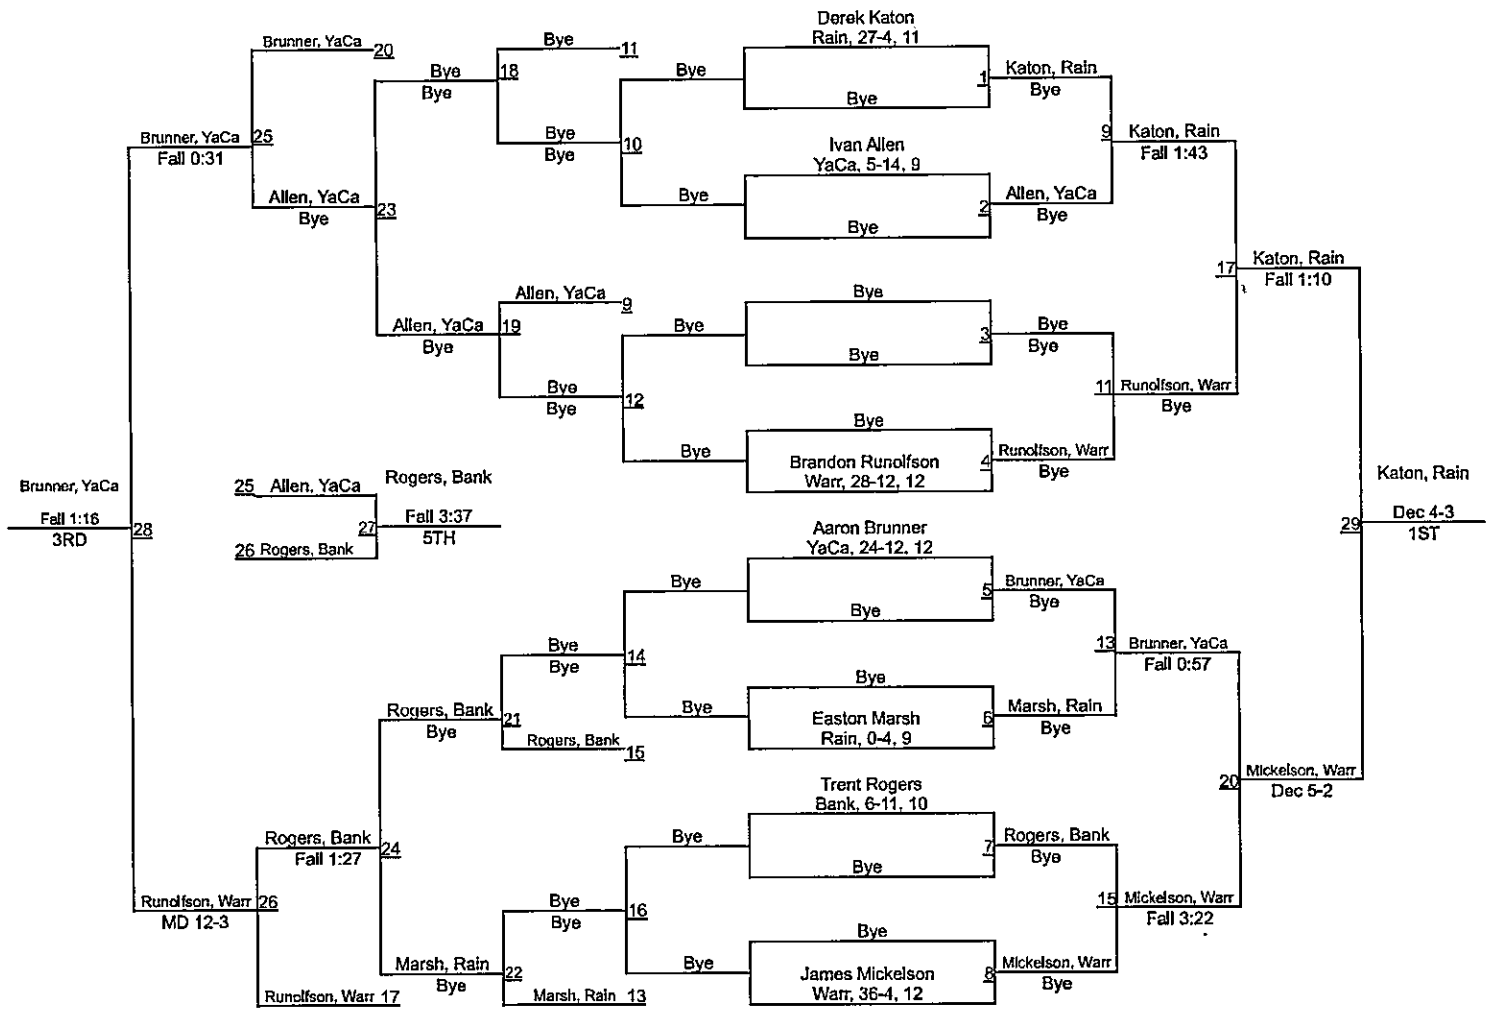 Derek Katon
Rain, 27-4, 11
Brunner, YaCa 20
Bye 11
Bye 18
Bye
Bye
Bye
1 Katon, Rain
Bye
Brunner, YaCa 25
Fall 0:31
Bye 10
Bye
Ivan Allen
YaCa, 5-14, 9
9 Katon, Rain
Fall 1:43
Allen, YaCa 23
Bye
Bye
Bye
2 Allen, YaCa
Bye
17 Katon, Rain
Fall 1:10
Allen, YaCa 9
Allen, YaCa 19
Bye
Bye
Bye
Bye
3 Bye
Bye
Bye 12
Bye
11 Runolfson, Warr
Bye
Bye
Bye
Brandon Runolfson
Warr, 28-12, 12
4 Runolfson, Warr
Bye
Brunner, YaCa
Fall 1:16
3RD
28
25 Allen, YaCa
26 Rogers, Bank
27
Rogers, Bank
Fall 3:37
5TH
Katon, Rain
29 Dec 4-3
1ST
Aaron Brunner
YaCa, 24-12, 12
Bye
Bye
5 Brunner, YaCa
Bye
Bye 14
Bye
13 Brunner, YaCa
Fall 0:57
Rogers, Bank 21
Bye
Rogers, Bank 15
Bye
Bye
Easton Marsh
Rain, 0-4, 9
6 Marsh, Rain
Bye
20 Mickelson, Warr
Dec 5-2
Trent Rogers
Bank, 6-11, 10
Rogers, Bank 24
Fall 1:27
Bye
Bye
7 Rogers, Bank
Bye
Runolfson, Warr 26
MD 12-3
Bye 16
Bye
15 Mickelson, Warr
Fall 3:22
Marsh, Rain 22
Bye
Bye
Bye
James Mickelson
Warr, 36-4, 12
8 Mickelson, Warr
Bye
Runolfson, Warr 17
Marsh, Rain 13